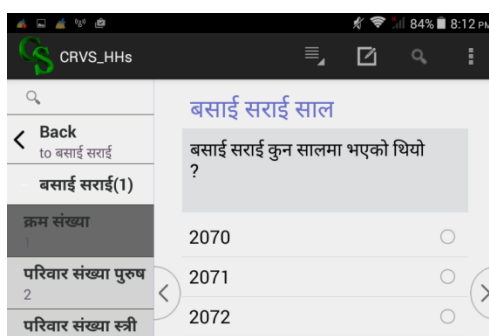 84% 8:12 PM
CRVS_HHs
Back
to बसाई सराई
बसाई सराई(1)
क्रम संख्या
1
परिवार संख्या पुरुष
2
परिवार संख्या स्त्री
बसाई सराई साल
बसाई सराई कुन सालमा भएको थियो
?
2070
2071
2072